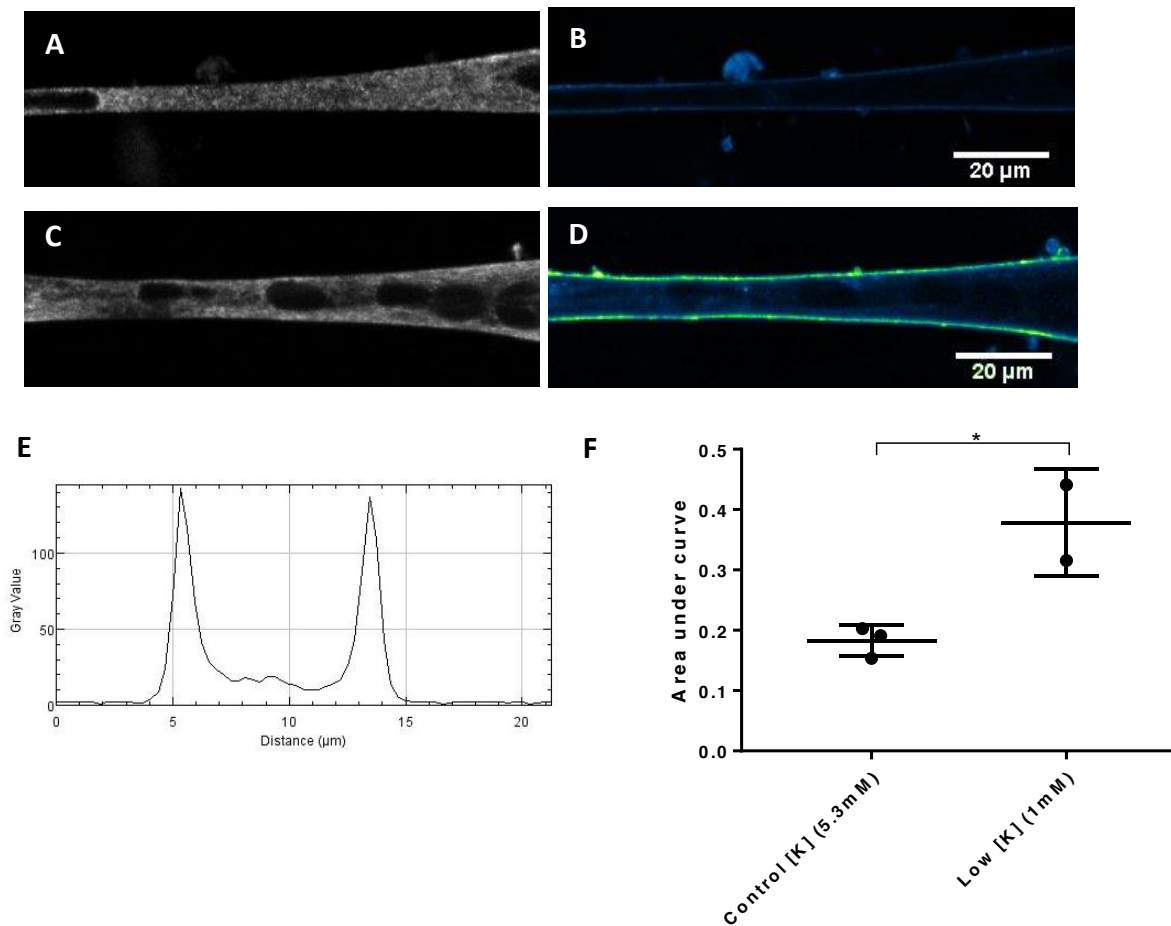 A
B
20 µm
C
D
20 µm
E
F
*
Gray Value
100
50
0
0 5 10 15 20
Distance (µm)
Area under curve
0.5
0.4
0.3
0.2
0.1
0.0
Control [K] (5.3mM)
Low [K] (1mM)